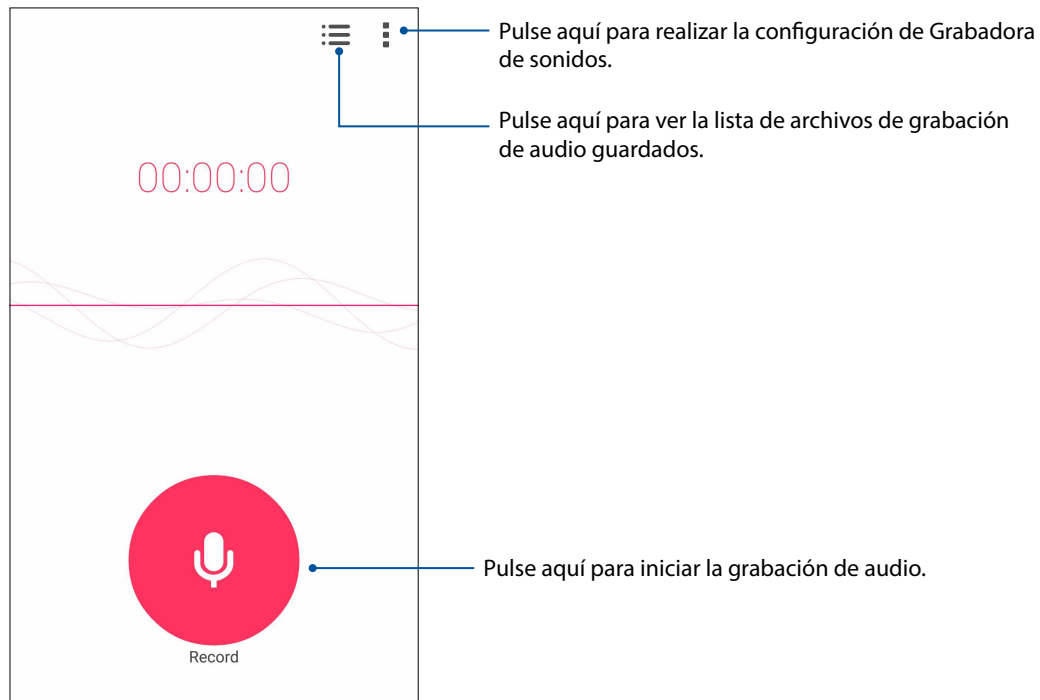 Pulse aquí para realizar la configuración de Grabadora
de sonidos.
Pulse aquí para ver la lista de archivos de grabación
de audio guardados.
00:00:00
Pulse aquí para iniciar la grabación de audio.
Record